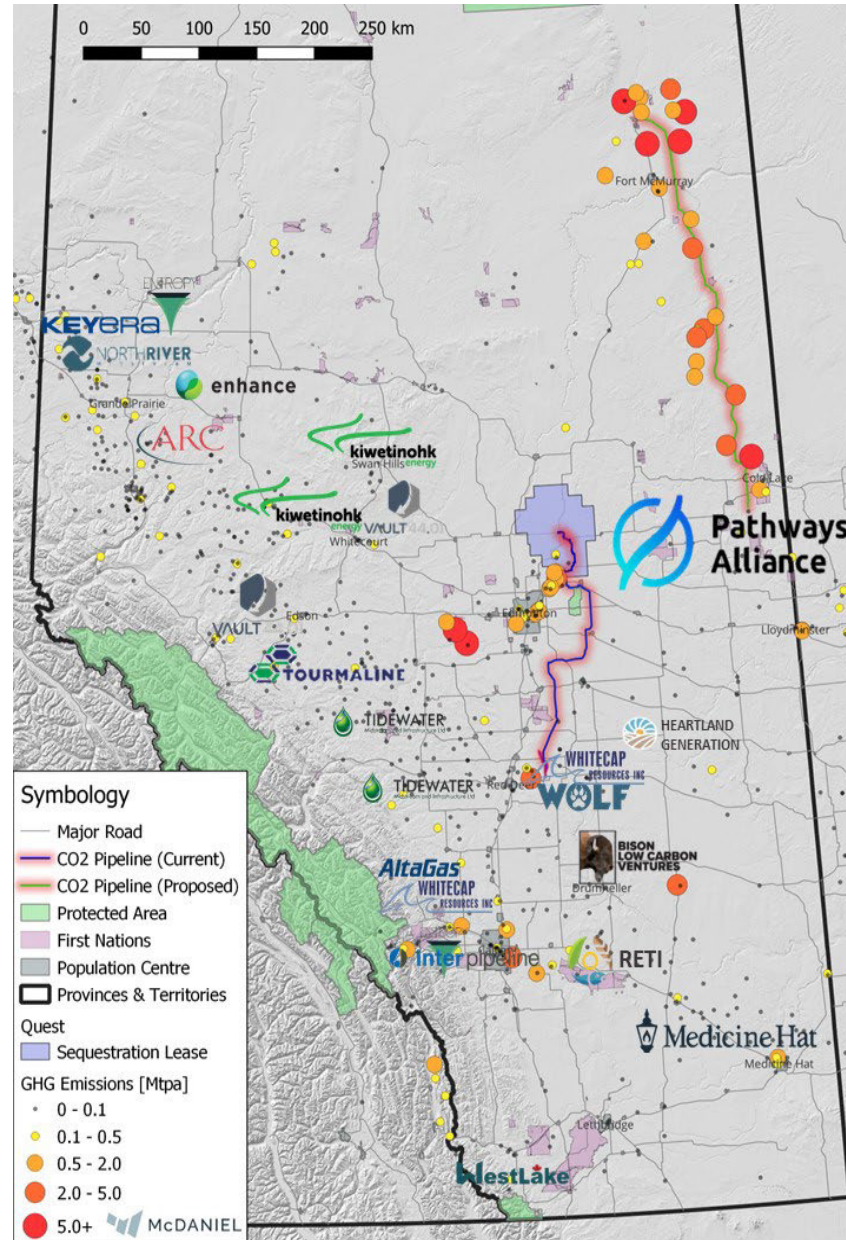 0 50 100 150 200 250 km
Fort McMurray
ENTROPY
KEYERA
NORTHRIVER
enhance
Grande Prairie
ARC
kiwetinohk
energy
Swan Hills
kiwetinohk
energy
VAULT 44.01
Whitecourt
Cold Lake
Pathways
Alliance
VAULT
Edson
Edmonton
Lloydminster
TOURMALINE
TIDEWATER
HEARTLAND
GENERATION
TIDEWATER
Red Deer
WHITECAP
RESOURCES INC
WOLF
BISON
LOW CARBON
VENTURES
Drumheller
AltaGas
WHITECAP
RESOURCES INC
interpipeline
RETI
Medicine Hat
Medicine Hat
Lethbridge
WestLake
Symbology
Major Road
CO2 Pipeline (Current)
CO2 Pipeline (Proposed)
Protected Area
First Nations
Population Centre
Provinces & Territories
Quest
Sequestration Lease
GHG Emissions [Mtpa]
0 - 0.1
0.1 - 0.5
0.5 - 2.0
2.0 - 5.0
5.0+
McDANIEL